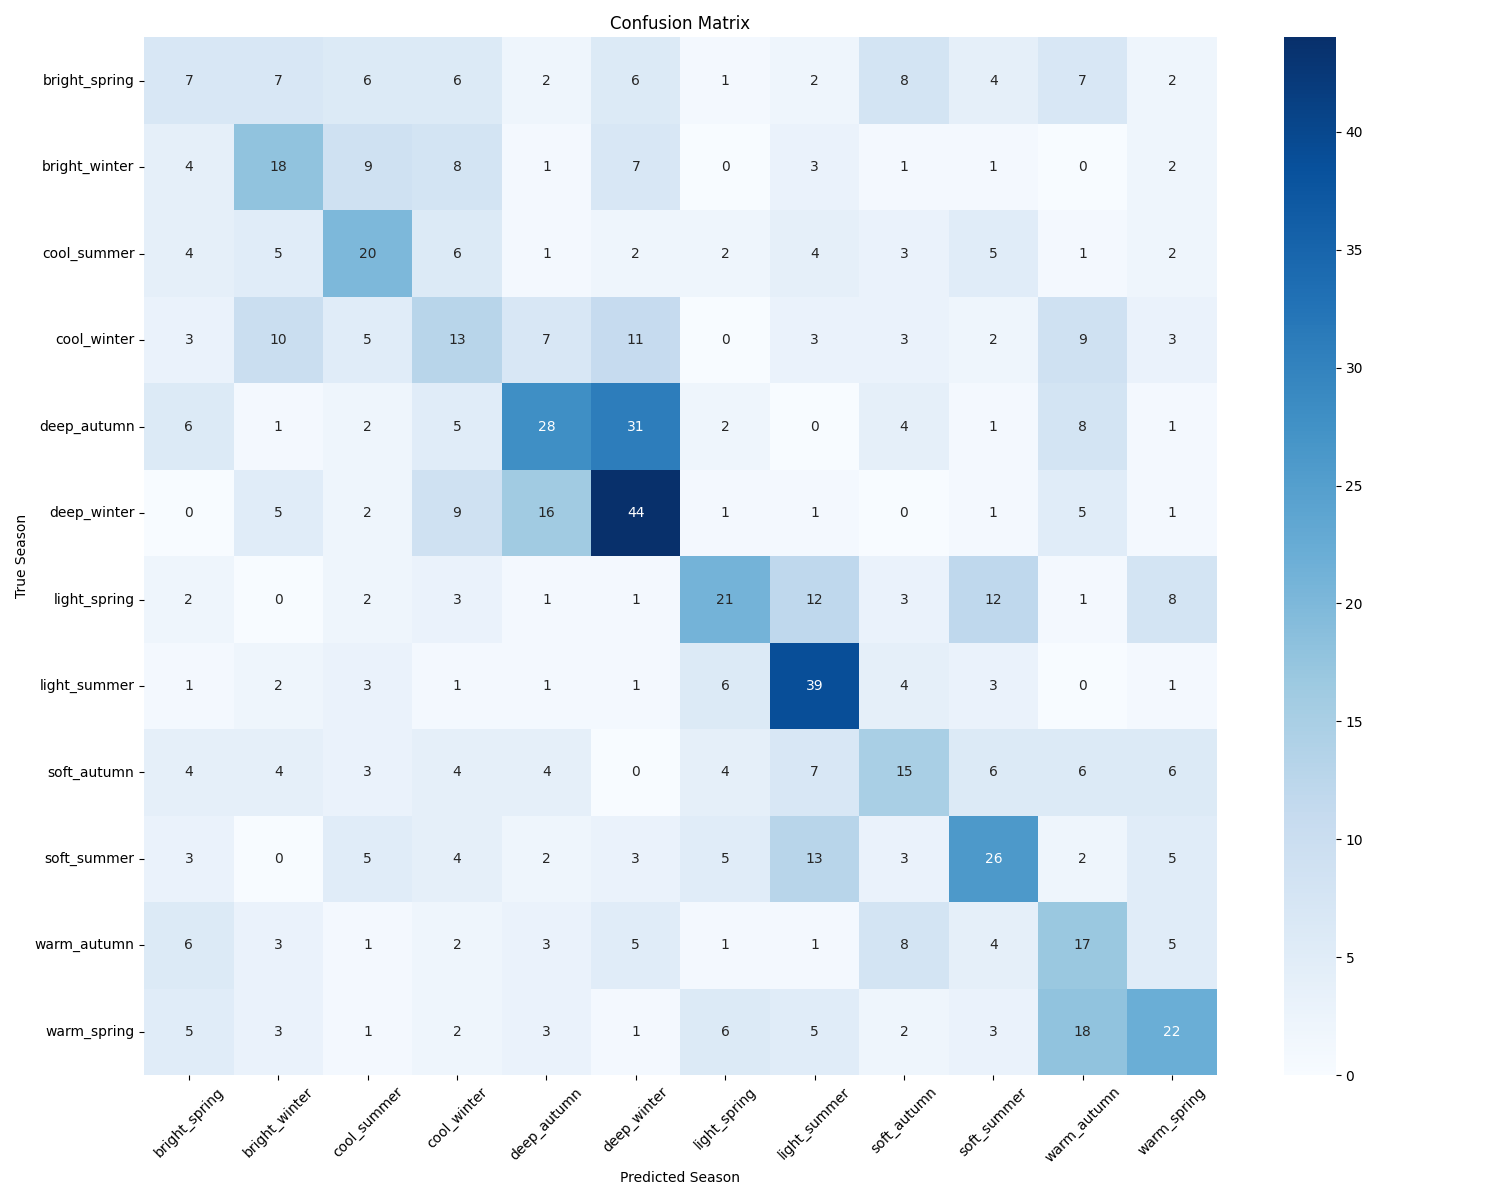 Confusion Matrix
True Season
bright_spring 7 7 6 6 2 6 1 2 8 4 7 2
bright_winter 4 18 9 8 1 7 0 3 1 1 0 2
cool_summer 4 5 20 6 1 2 2 4 3 5 1 2
cool_winter 3 10 5 13 7 11 0 3 3 2 9 3
deep_autumn 6 1 2 5 28 31 2 0 4 1 8 1
deep_winter 0 5 2 9 16 44 1 1 0 1 5 1
light_spring 2 0 2 3 1 1 21 12 3 12 1 8
light_summer 1 2 3 1 1 1 6 39 4 3 0 1
soft_autumn 4 4 3 4 4 0 4 7 15 6 6 6
soft_summer 3 0 5 4 2 3 5 13 3 26 2 5
warm_autumn 6 3 1 2 3 5 1 1 8 4 17 5
warm_spring 5 3 1 2 3 1 6 5 2 3 18 22
bright_spring bright_winter cool_summer cool_winter deep_autumn deep_winter light_spring light_summer soft_autumn soft_summer warm_autumn warm_spring
Predicted Season
40
35
30
25
20
15
10
5
0